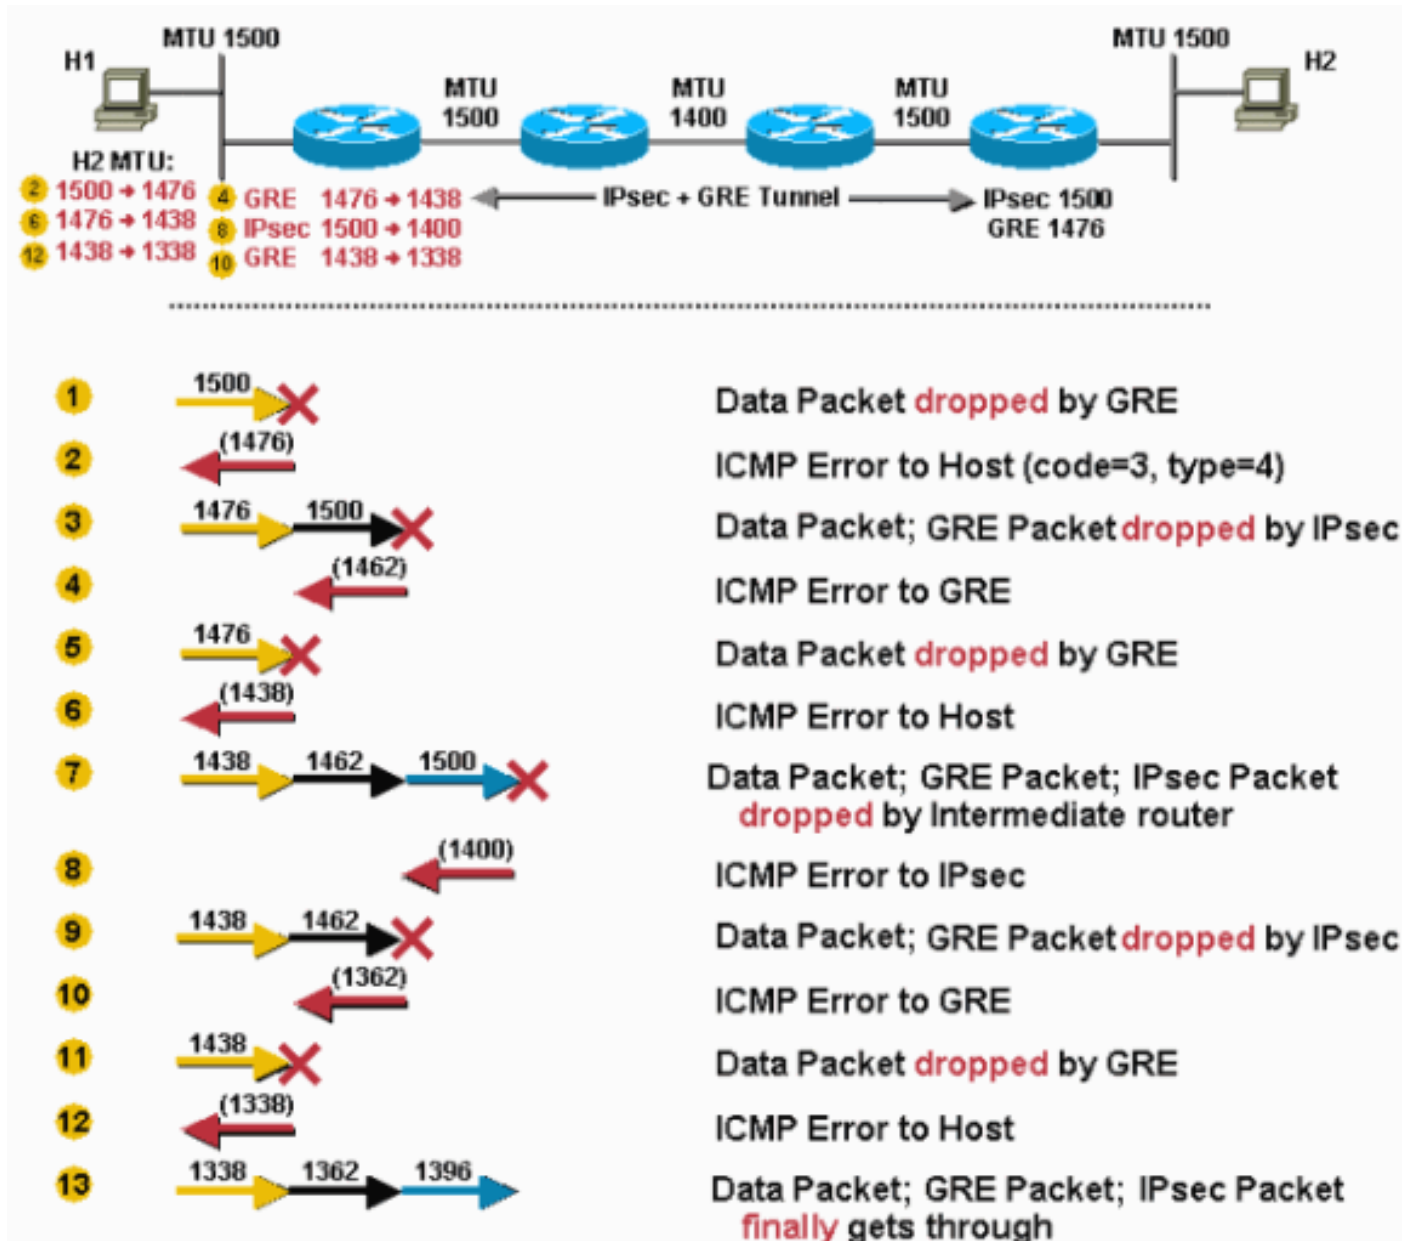 MTU 1500
MTU 1500
H1
H2
MTU
1500
MTU
1400
MTU
1500
H2 MTU:
2 1500 → 1476
6 1476 → 1438
12 1438 → 1338
4 GRE 1476 → 1438
8 IPsec 1500 → 1400
10 GRE 1438 → 1338
IPsec + GRE Tunnel
IPsec 1500
GRE 1476
1 1500 Data Packet dropped by GRE
2 (1476) ICMP Error to Host (code=3, type=4)
3 1476 1500 Data Packet; GRE Packet dropped by IPsec
4 (1462) ICMP Error to GRE
5 1476 Data Packet dropped by GRE
6 (1438) ICMP Error to Host
7 1438 1462 1500 Data Packet; GRE Packet; IPsec Packet
dropped by Intermediate router
8 (1400) ICMP Error to IPsec
9 1438 1462 Data Packet; GRE Packet dropped by IPsec
10 (1362) ICMP Error to GRE
11 1438 Data Packet dropped by GRE
12 (1338) ICMP Error to Host
13 1338 1362 1396 Data Packet; GRE Packet; IPsec Packet
finally gets through